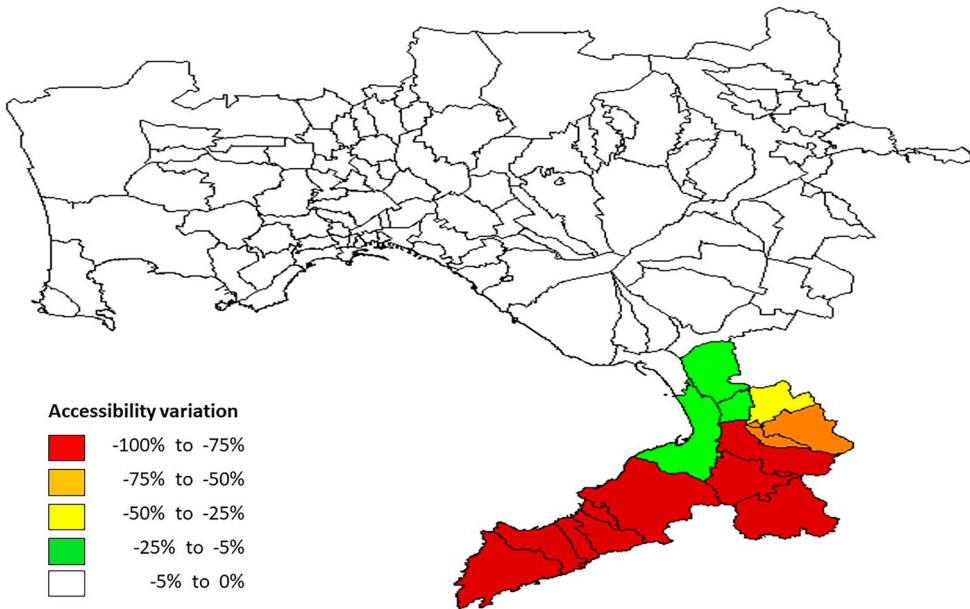 Accessibility variation
-100% to -75%
-75% to -50%
-50% to -25%
-25% to -5%
-5% to 0%